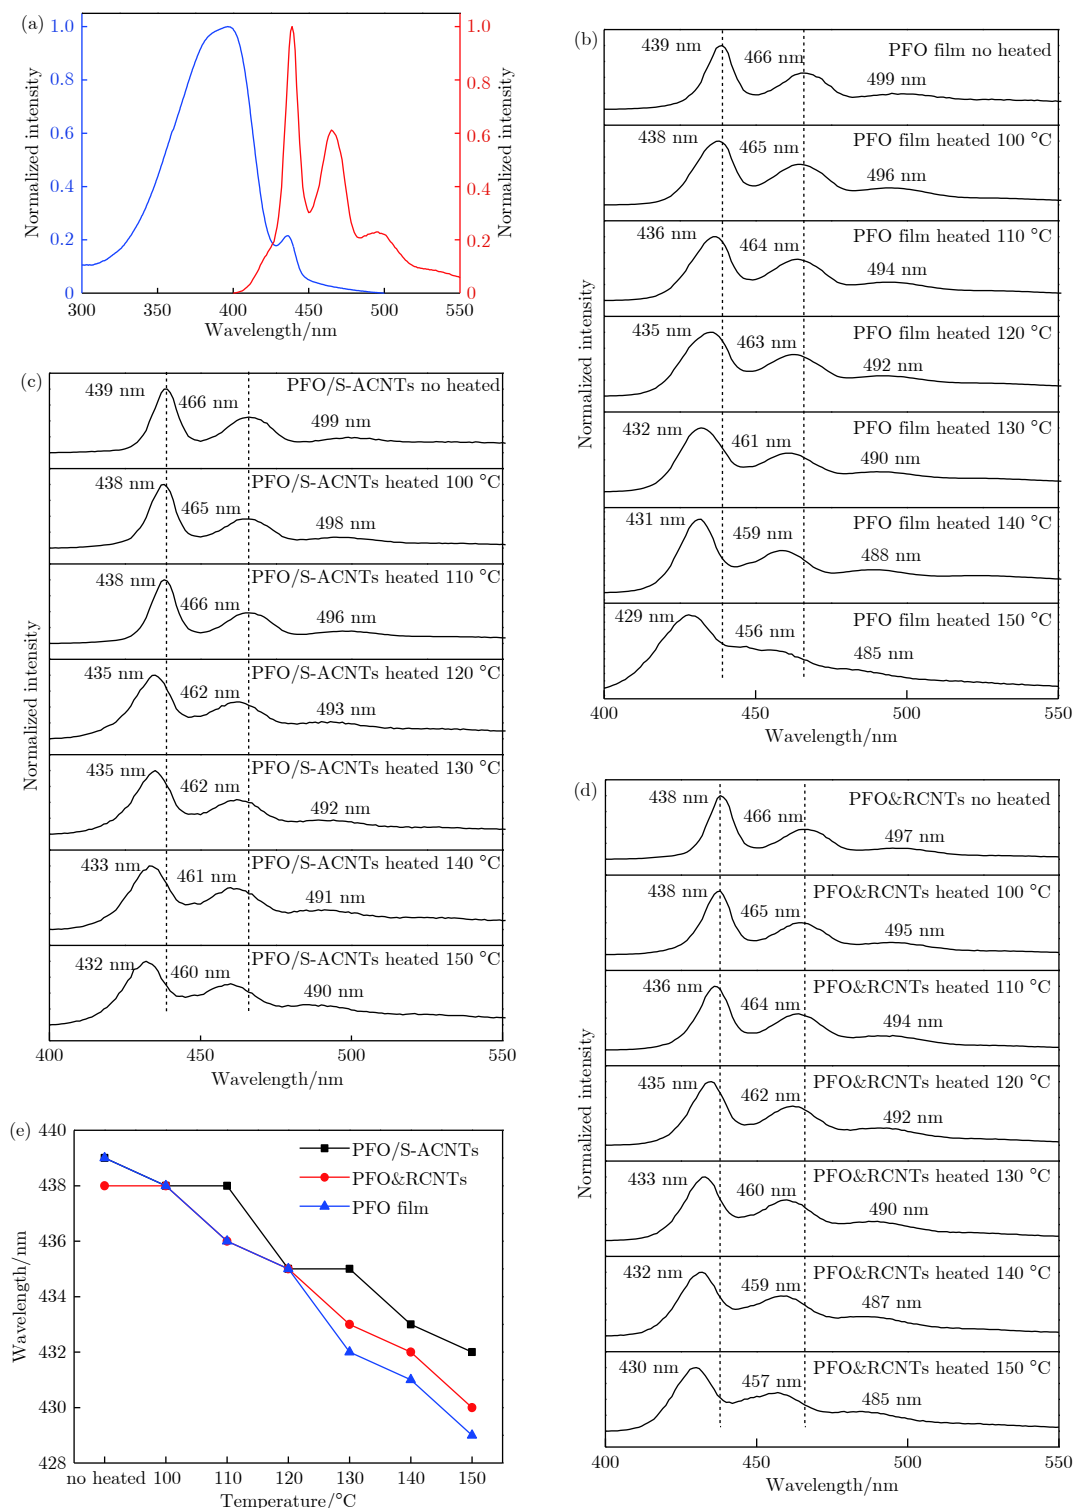 (a)
Normalized intensity
1.0
0.8
0.6
0.4
0.2
0
1.0
0.8
0.6
0.4
0.2
0
Normalized intensity
300 350 400 450 500 550
Wavelength/nm
(b)
Normalized intensity
439 nm 466 nm 499 nm PFO film no heated
438 nm 465 nm 496 nm PFO film heated 100 °C
436 nm 464 nm 494 nm PFO film heated 110 °C
435 nm 463 nm 492 nm PFO film heated 120 °C
432 nm 461 nm 490 nm PFO film heated 130 °C
431 nm 459 nm 488 nm PFO film heated 140 °C
429 nm 456 nm 485 nm PFO film heated 150 °C
400 450 500 550
Wavelength/nm
(c)
Normalized intensity
439 nm 466 nm 499 nm PFO/S-ACNTs no heated
438 nm 465 nm 498 nm PFO/S-ACNTs heated 100 °C
438 nm 466 nm 496 nm PFO/S-ACNTs heated 110 °C
435 nm 462 nm 493 nm PFO/S-ACNTs heated 120 °C
435 nm 462 nm 492 nm PFO/S-ACNTs heated 130 °C
433 nm 461 nm 491 nm PFO/S-ACNTs heated 140 °C
432 nm 460 nm 490 nm PFO/S-ACNTs heated 150 °C
400 450 500 550
Wavelength/nm
(d)
Normalized intensity
438 nm 466 nm 497 nm PFO&RCNTs no heated
438 nm 465 nm 495 nm PFO&RCNTs heated 100 °C
436 nm 464 nm 494 nm PFO&RCNTs heated 110 °C
435 nm 462 nm 492 nm PFO&RCNTs heated 120 °C
433 nm 460 nm 490 nm PFO&RCNTs heated 130 °C
432 nm 459 nm 487 nm PFO&RCNTs heated 140 °C
430 nm 457 nm 485 nm PFO&RCNTs heated 150 °C
400 450 500 550
Wavelength/nm
(e)
Wavelength/nm
440
438
436
434
432
430
428
PFO/S-ACNTs
PFO&RCNTs
PFO film
no heated 100 110 120 130 140 150
Temperature/°C